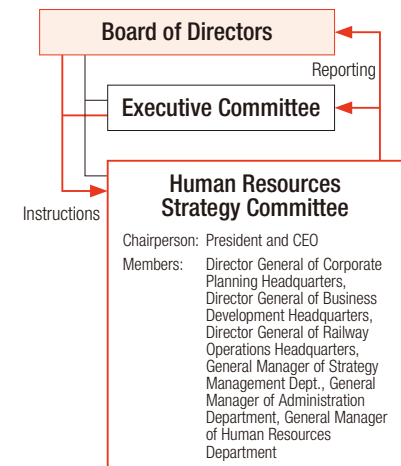 Board of Directors
Reporting
Executive Committee
Human Resources
Strategy Committee
Instructions
Chairperson: President and CEO
Members: Director General of Corporate
Planning Headquarters,
Director General of Business
Development Headquarters,
Director General of Railway
Operations Headquarters,
General Manager of Strategy
Management Dept., General
Manager of Administration
Department, General Manager
of Human Resources
Department